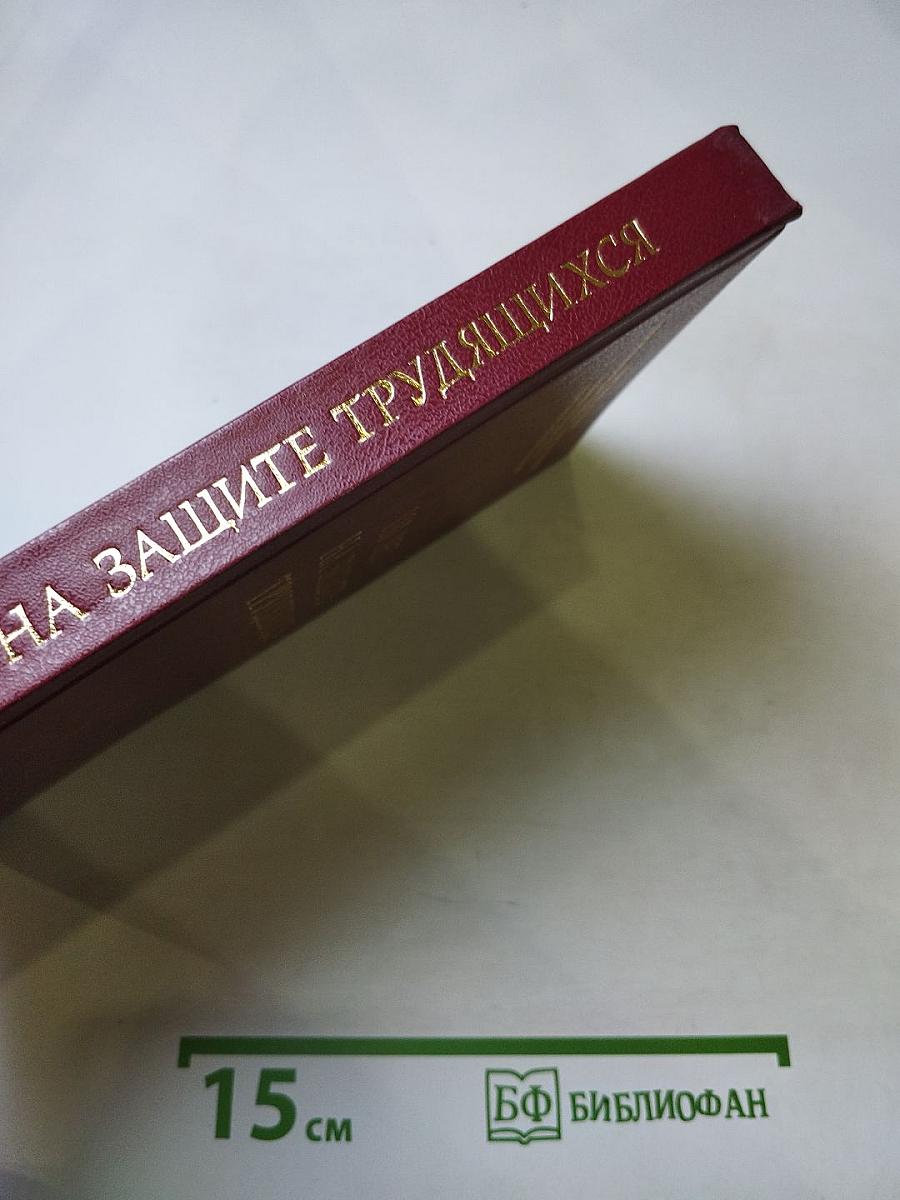 НА ЗАЩИТЕ ТРУДЯЩИХСЯ
15 см
БФ БИБЛИОФАН